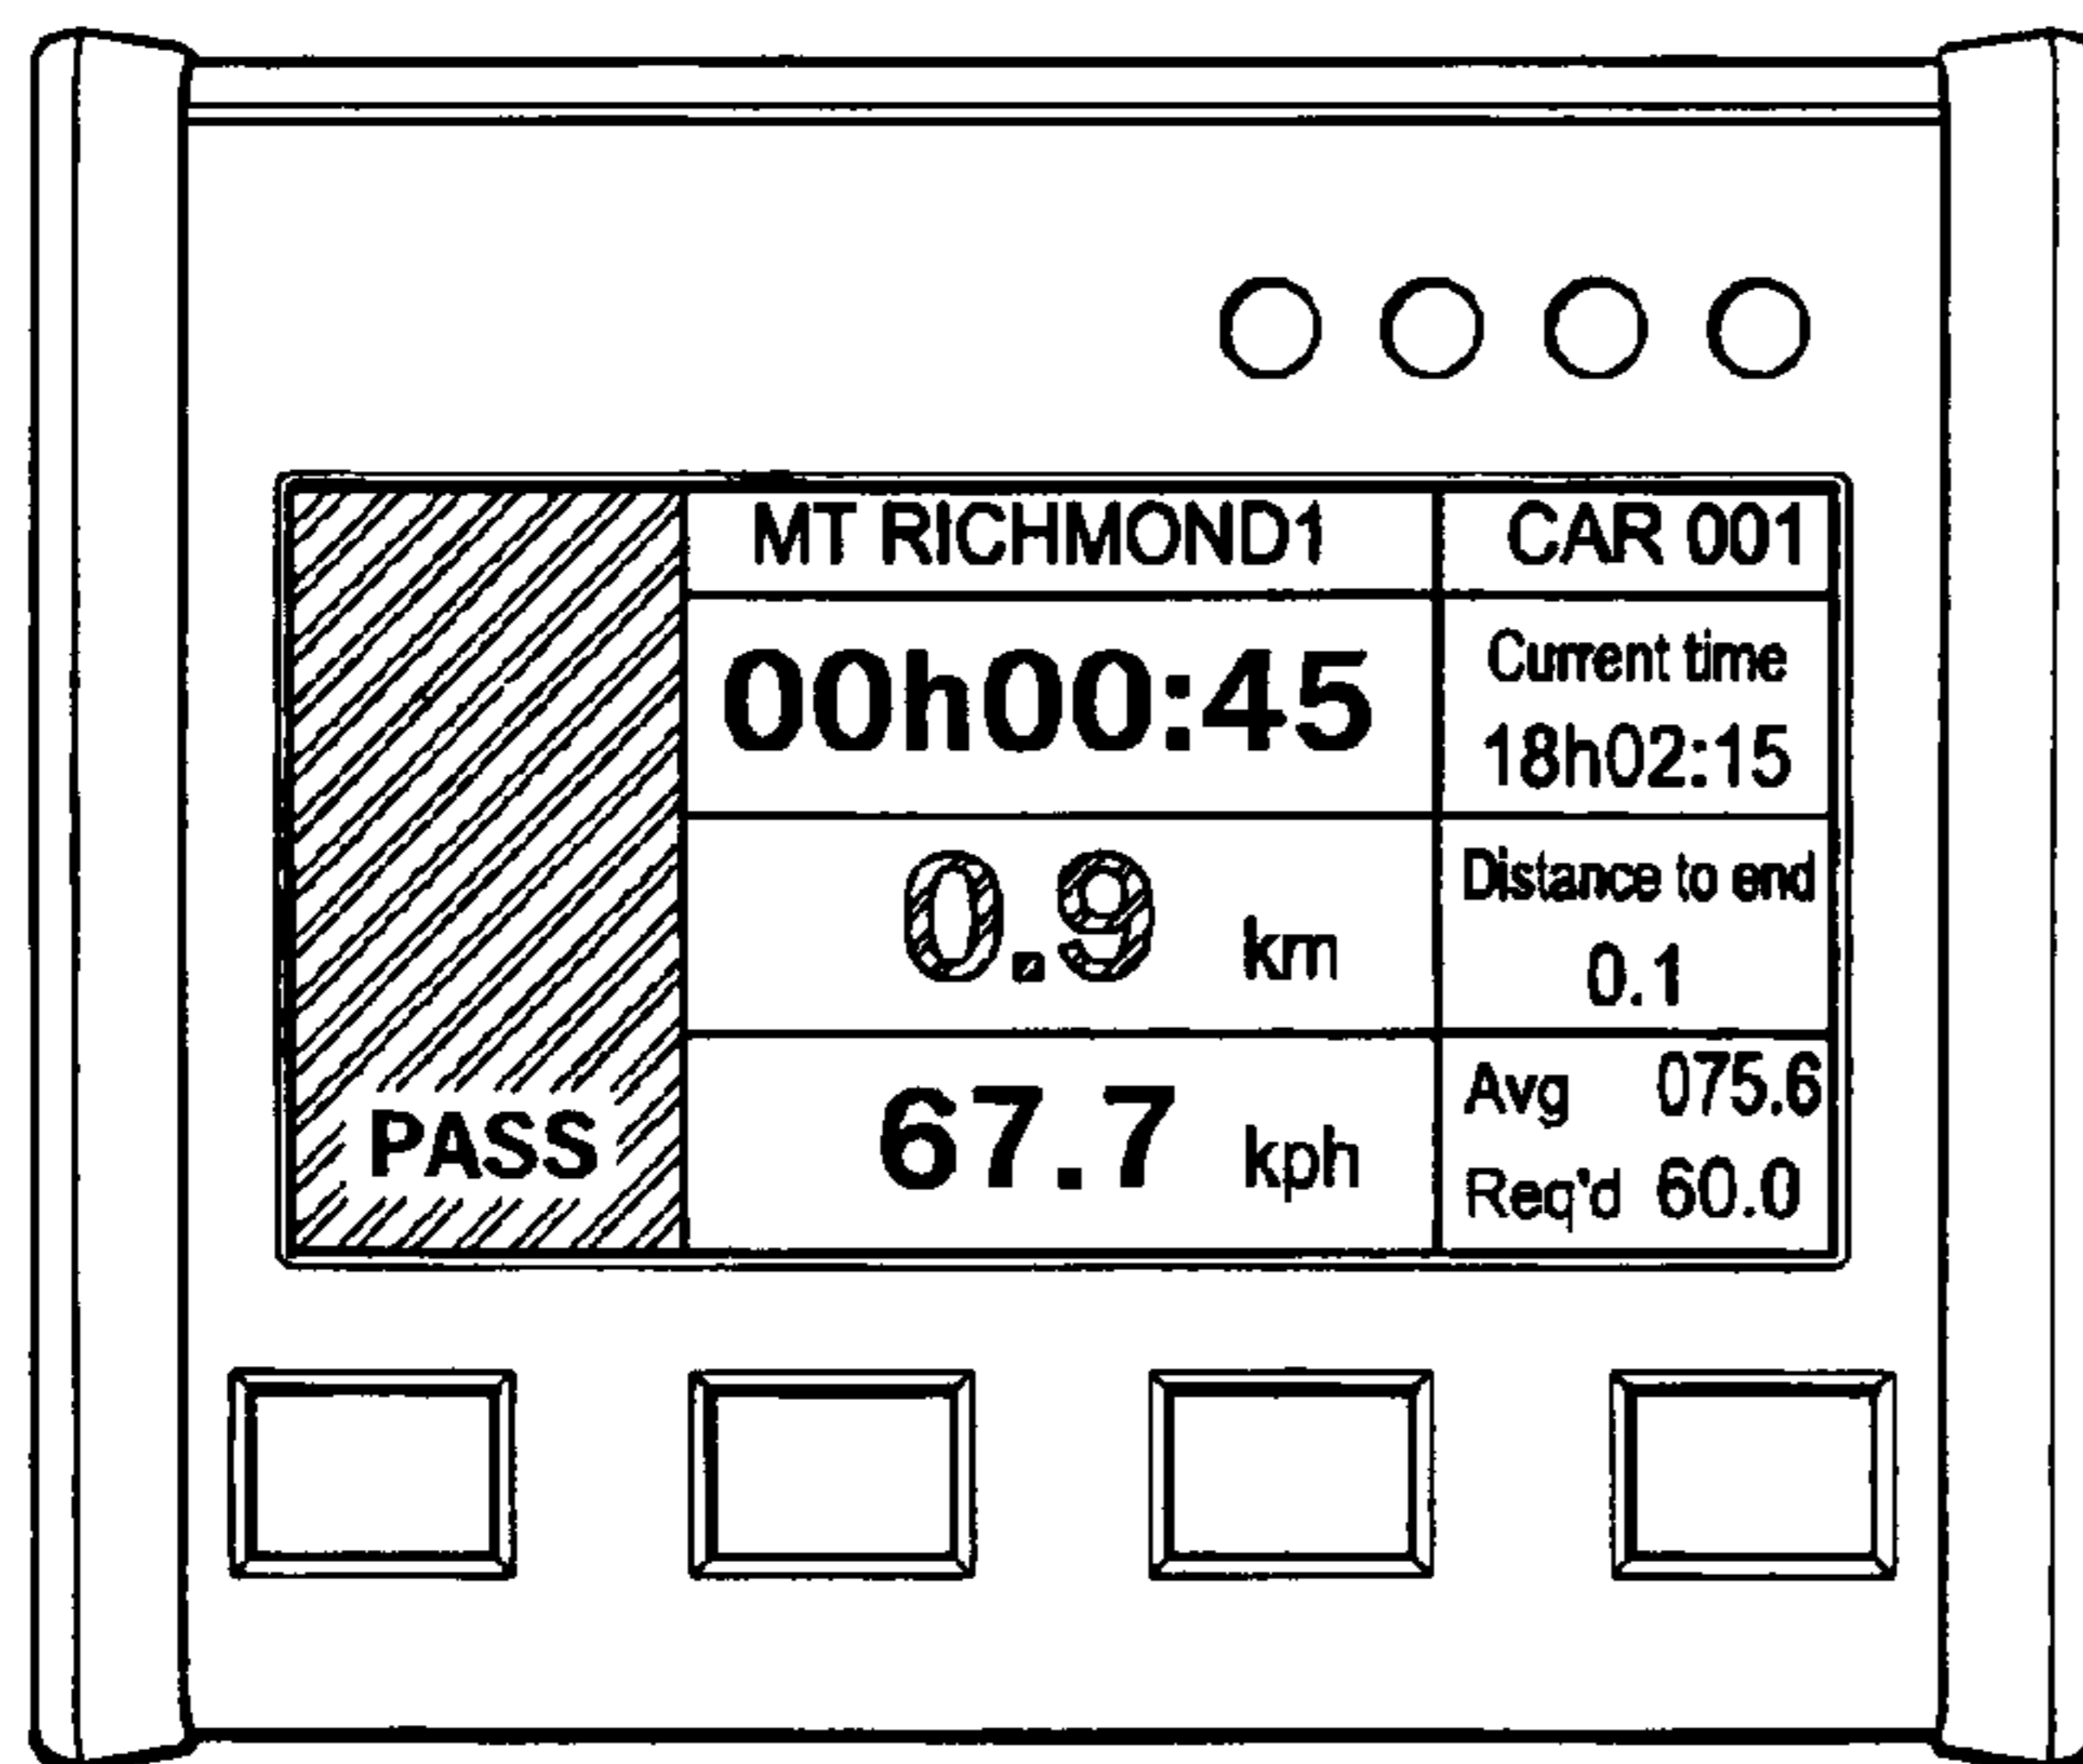 MT RICHMOND1
CAR 001
00h00:45
Current time
18h02:15
0.9 km
Distance to end
0.1
67.7 kph
Avg 075.6
Req'd 60.0
PASS